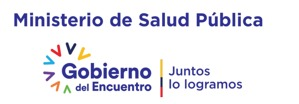 Ministerio de Salud Pública
Gobierno
del Encuentro
Juntos
lo logramos